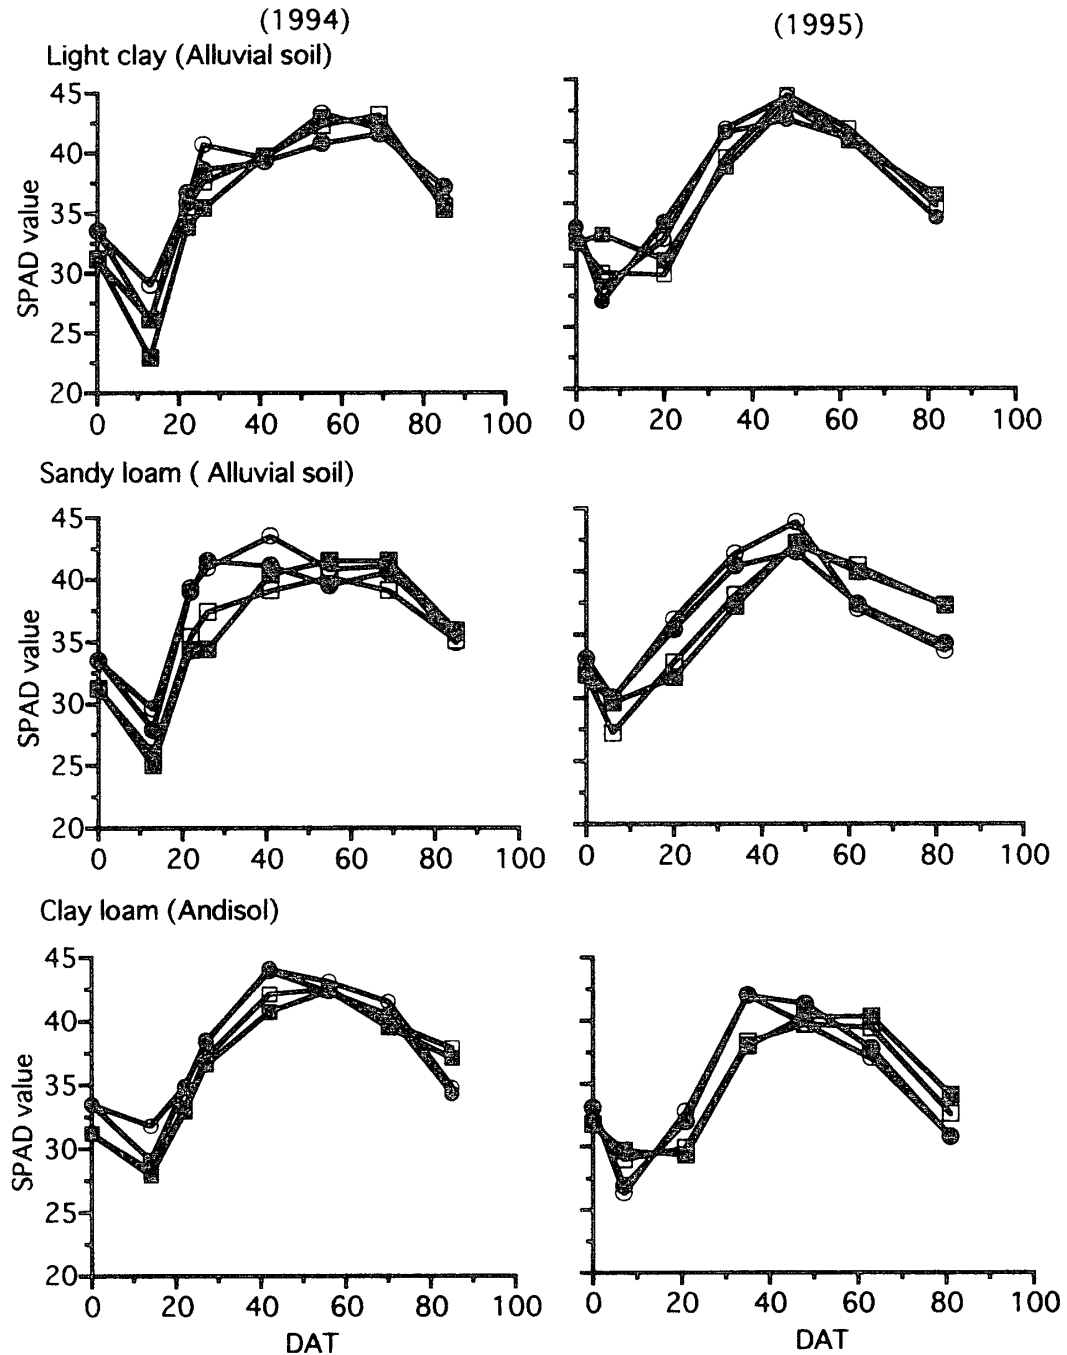 (1994)
(1995)
Light clay (Alluvial soil)
45
40
35
30
25
20
SPAD value
0 20 40 60 80 100
0 20 40 60 80 100
Sandy loam ( Alluvial soil)
45
40
35
30
25
20
SPAD value
0 20 40 60 80 100
0 20 40 60 80 100
Clay loam (Andisol)
45
40
35
30
25
20
SPAD value
0 20 40 60 80 100
0 20 40 60 80 100
DAT
DAT